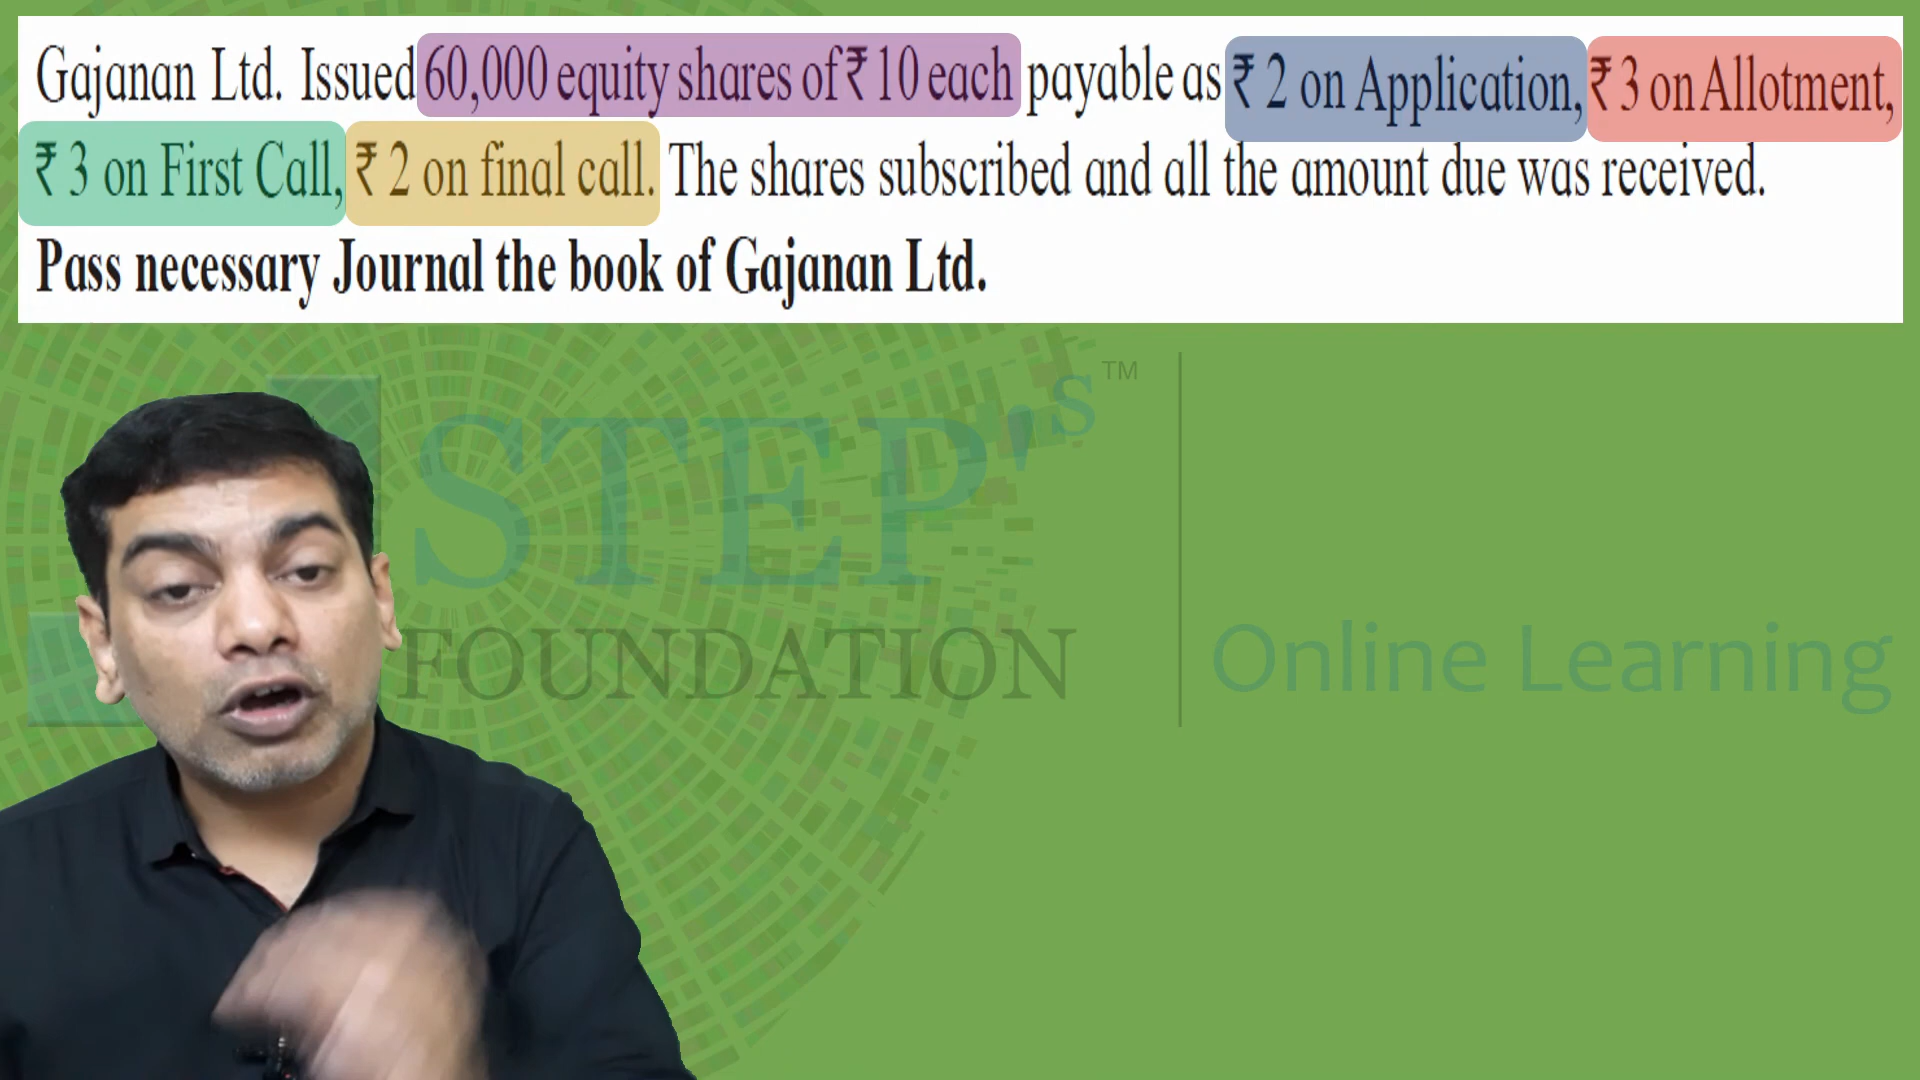 Gajanan Ltd. Issued 60,000 equity shares of ₹ 10 each payable as ₹ 2 on Application, ₹ 3 on Allotment,
₹ 3 on First Call, ₹ 2 on final call. The shares subscribed and all the amount due was received.
Pass necessary Journal the book of Gajanan Ltd.
STEP's™
FOUNDATION
Online Learning